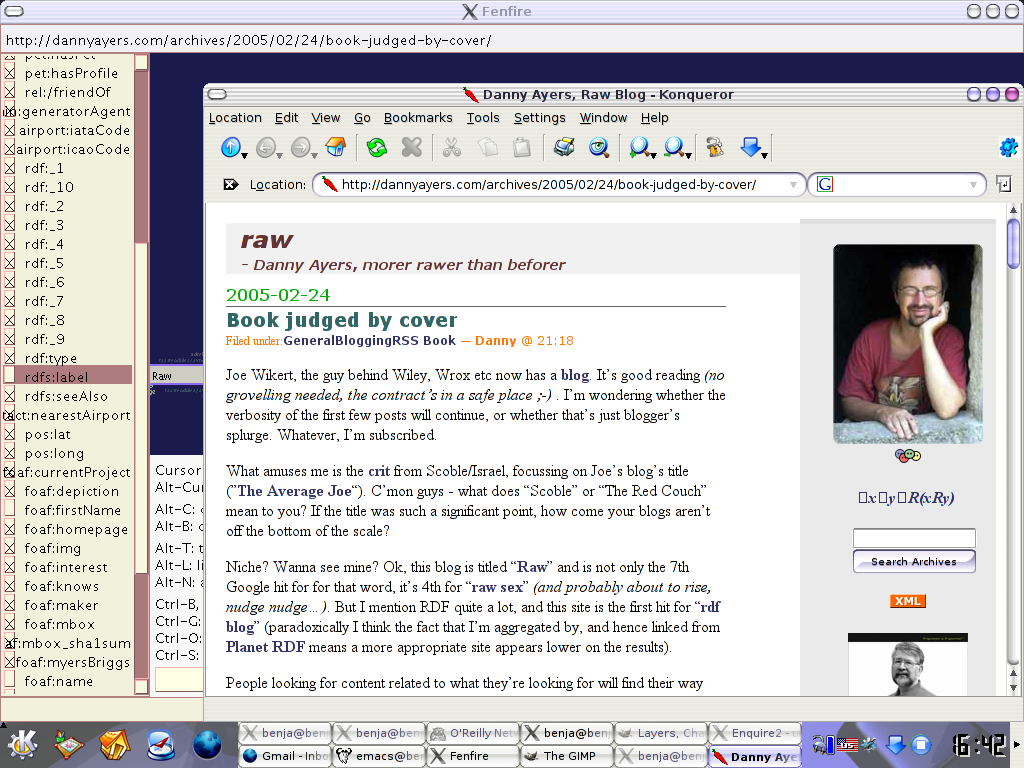 Fenfire
http://dannyayers.com/archives/2005/02/24/book-judged-by-cover/
pet:hasProfile
rel:/friendOf
:generatorAgent
airport:iataCode
airport:icaoCode
rdf:_1
rdf:_10
rdf:_2
rdf:_3
rdf:_4
rdf:_5
rdf:_6
rdf:_7
rdf:_8
rdf:_9
rdf:type
rdfs:label
rdfs:seeAlso
:nearestAirport
pos:lat
pos:long
foaf:currentProject
foaf:depiction
foaf:firstName
foaf:homepage
foaf:img
foaf:interest
foaf:knows
foaf:maker
foaf:mbox
:mbox_sha1sum
foaf:myersBriggs
foaf:name
Raw
Cursor
Alt-Cur
Alt-C: c
Alt-B: c
Alt-T: t
Alt-L: li
Alt-N: a
Ctrl-B,
Ctrl-G:
Ctrl-O:
Ctrl-S:
Danny Ayers, Raw Blog - Konqueror
Location Edit View Go Bookmarks Tools Settings Window Help
Location: http://dannyayers.com/archives/2005/02/24/book-judged-by-cover/ G
raw
- Danny Ayers, morer rawer than beforer
2005-02-24
Book judged by cover
Filed under:GeneralBloggingRSS Book — Danny @ 21:18
Joe Wikert, the guy behind Wiley, Wrox etc now has a blog. It’s good reading (no
grovelling needed, the contract’s in a safe place ;-) . I’m wondering whether the
verbosity of the first few posts will continue, or whether that’s just blogger’s
splurge. Whatever, I’m subscribed.
What amuses me is the crit from Scoble/Israel, focussing on Joe’s blog’s title
(”The Average Joe“). C’mon guys - what does “Scoble” or “The Red Couch”
mean to you? If the title was such a significant point, how come your blogs aren’t
off the bottom of the scale?
Niche? Wanna see mine? Ok, this blog is titled “Raw” and is not only the 7th
Google hit for for that word, it’s 4th for “raw sex” (and probably about to rise,
nudge nudge…). But I mention RDF quite a lot, and this site is the first hit for “rdf
blog” (paradoxically I think the fact that I’m aggregated by, and hence linked from
Planet RDF means a more appropriate site appears lower on the results).
People looking for content related to what they’re looking for will find their way
▯x▯y▯R(xRy)
Search Archives
XML
benja@ben
benja@ben
O'Reilly Netw
benja@ben
Layers, Cha
Enquire2 -
Gmail - Inbo
emacs@be
Fenfire
The GIMP
benja@ben
Danny Aye
US
16:42